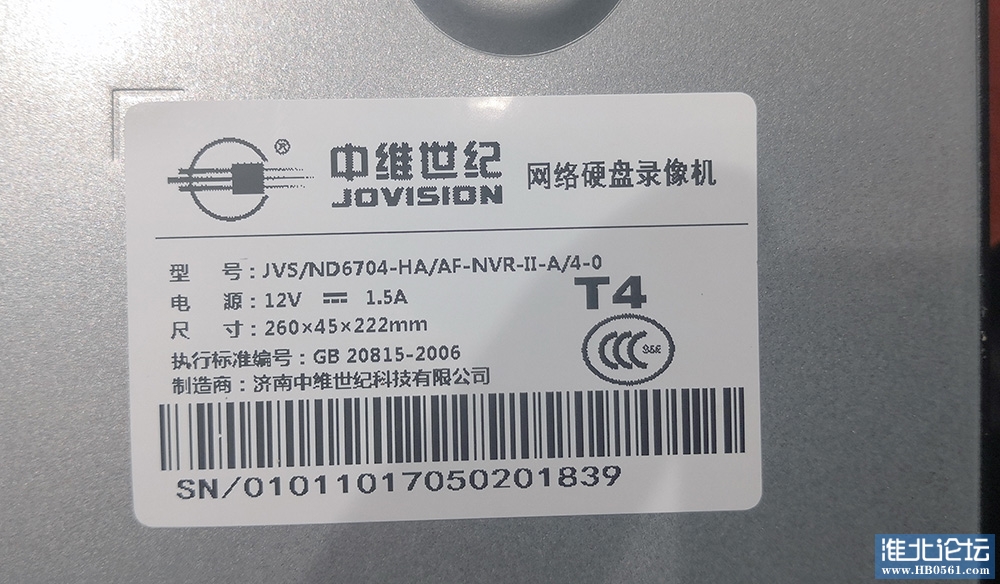 ®
中维世纪 网络硬盘录像机
JOVISION
型 号：JVS/ND6704-HA/AF-NVR-II-A/4-0
电 源：12V ⎓ 1.5A
T4
尺 寸：260×45×222mm
执行标准编号：GB 20815-2006
CCC S&E
制造商：济南中维世纪科技有限公司
SN/01011017050201839
淮北论坛
www.HB0561.com